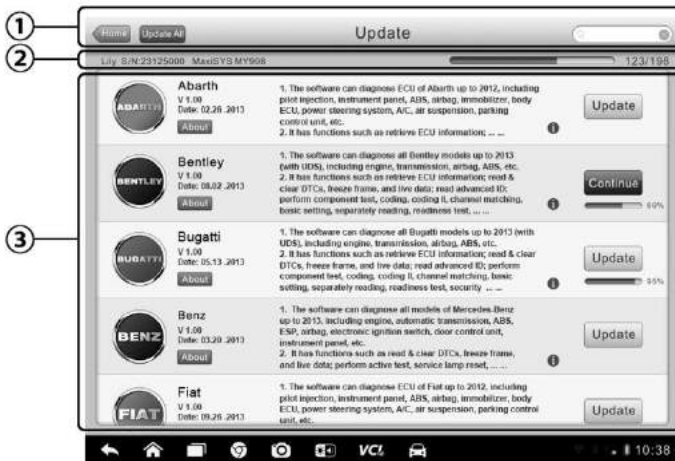 ①
Home
Update All
Update
②
Lily S/N:23125000 MaxiSYS MY908
123/198
③
ABARTH
Abarth
V 1.00
Date: 02.26 .2013
About
1. The software can diagnose ECU of Abarth up to 2012, including
pilot injection, instrument panel, ABS, airbag, immobilizer, body
ECU, power steering system, A/C, air suspension, parking
control unit, etc.
2. It has functions such as retrieve ECU information; ... ...
Update
BENTLEY
Bentley
V 1.00
Date: 08.02 .2013
About
1. The software can diagnose all Bentley models up to 2013
(with UDS), including engine, transmission, airbag, ABS, etc.
2. It has functions such as retrieve ECU information; read &
clear DTCs, freeze frame, and live data; read advanced ID;
perform component test, coding, coding II, channel matching,
basic setting, separately reading, readiness test, ... ...
Continue
BUGATTI
Bugatti
V 1.00
Date: 05.13 .2013
About
1. The software can diagnose all Bugatti models up to 2013 (with
UDS), including engine, transmission, airbag, ABS, etc.
2. It has functions such as retrieve ECU information; read & clear
DTCs, freeze frame, and live data; read advanced ID; perform
component test, coding, coding II, channel matching, basic
setting, separately reading, readiness test, security ... ...
Update
BENZ
Benz
V 1.00
Date: 03.20 .2013
About
1. The software can diagnose all models of Mercedes-Benz
up to 2013, including engine, automatic transmission, ABS,
ESP, airbag, electronic ignition switch, door control unit,
instrument panel, etc.
2. It has functions such as read & clear DTCs, freeze frame,
and live data; perform active test, service lamp reset, ... ...
Update
FIAT
Fiat
V 1.00
Date: 09.26 .2013
1. The software can diagnose ECU of Fiat up to 2012, including
pilot injection, instrument panel, ABS, airbag, immobilizer, body
ECU, power steering system, A/C, air suspension, parking control
unit, etc.
Update
VCI
10:38